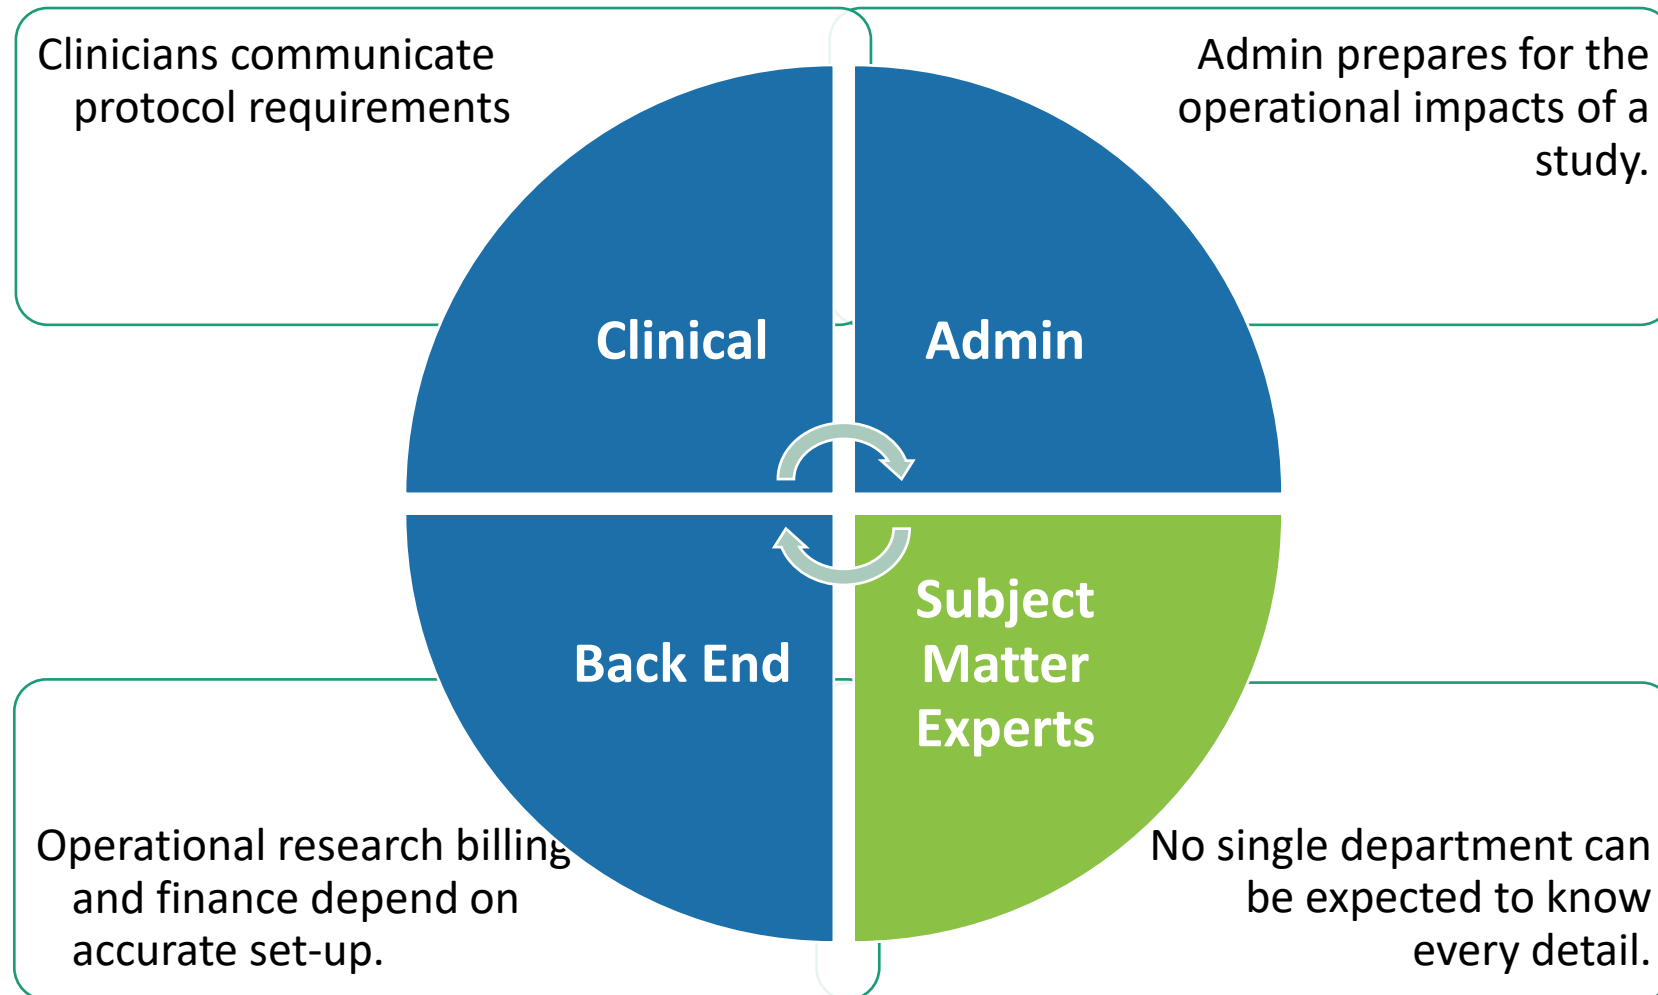 Clinicians communicate
protocol requirements
Admin prepares for the
operational impacts of a
study.
Clinical
Admin
Back End
Subject
Matter
Experts
Operational research billing
and finance depend on
accurate set-up.
No single department can
be expected to know
every detail.